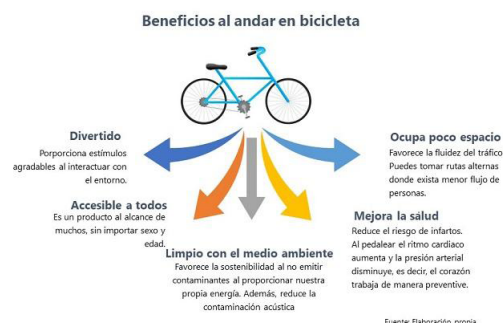 Beneficios al andar en bicicleta
Divertido
Porporciona estímulos
agradables al interactuar con
el entorno.
Accesible a todos
Es un producto al alcance de
muchos, sin importar sexo y
edad.
Limpio con el medio ambiente
Favorece la sostenibilidad al no emitir
contaminantes al proporcionar nuestra
propia energía. Además, reduce la
contaminación acústica
Mejora la sálud
Reduce el riesgo de infartos.
Al pedalear el ritmo cardiaco
aumenta y la presión arterial
disminuye, es decir, el corazón
trabaja de manera preventiva.
Ocupa poco espacio
Favorece la fluidez del tráfico
Puedes tomar rutas alternas
donde exista menor flujo de
personas.
Fuente: Elaboración propia